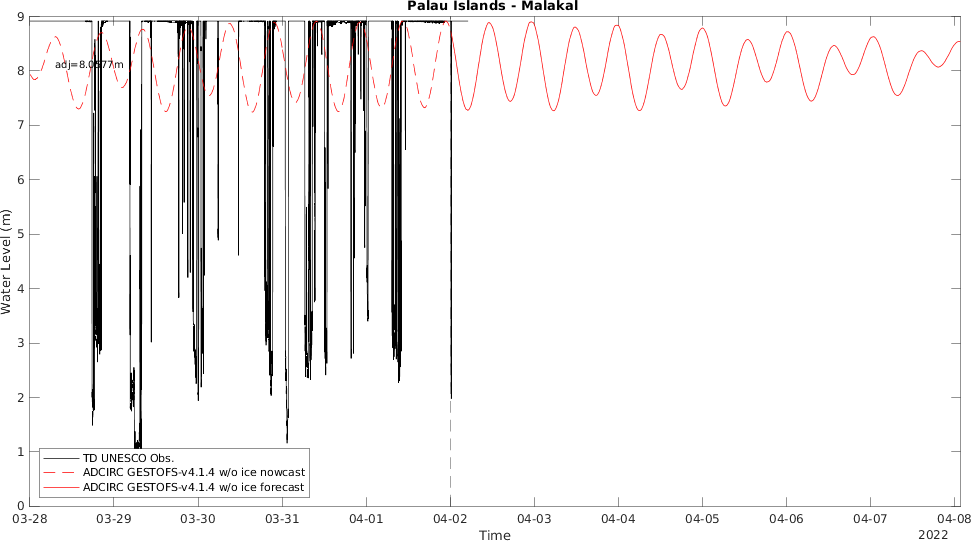 Palau Islands - Malakal
9
8
7
6
5
4
3
2
1
0
Water Level (m)
adj=8.0577m
TD UNESCO Obs.
ADCIRC GESTOFS-v4.1.4 w/o ice nowcast
ADCIRC GESTOFS-v4.1.4 w/o ice forecast
03-28 03-29 03-30 03-31 04-01 04-02 04-03 04-04 04-05 04-06 04-07 04-08
Time
2022